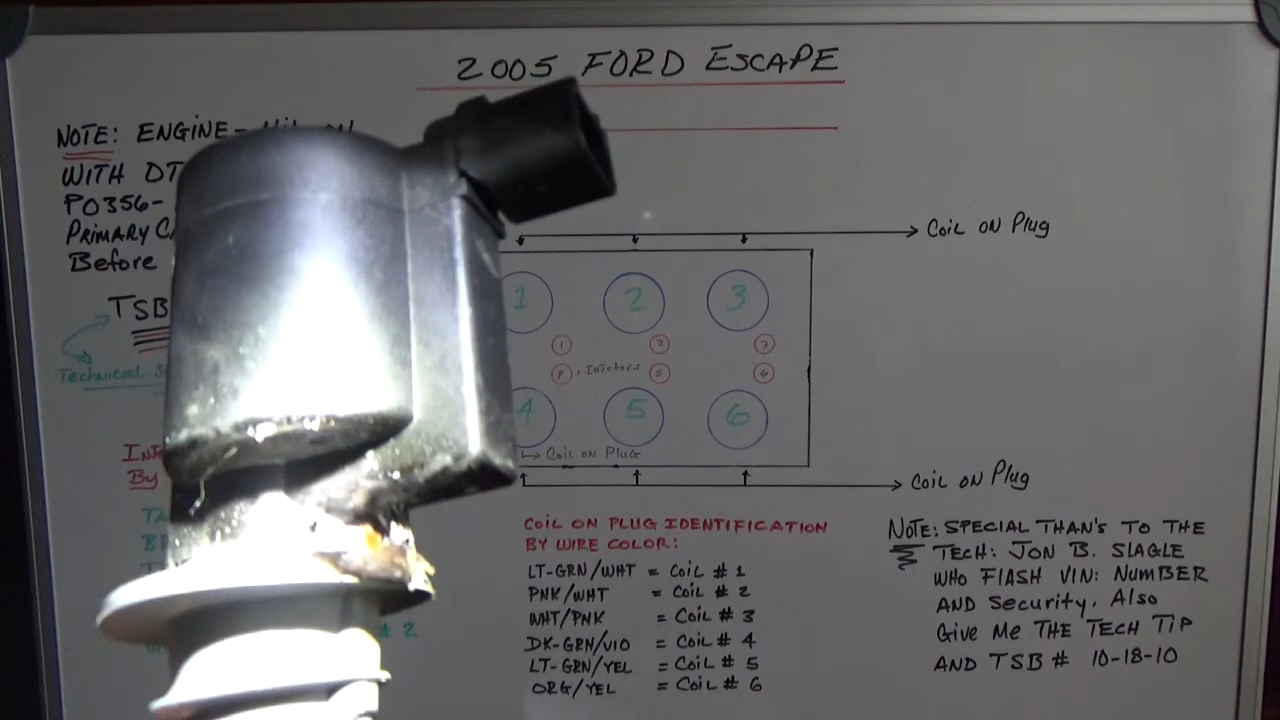 2005 FORD ESCAPE
NOTE: ENGINE-
WITH
P0356-
PRIMARY
Before
TSB
Technical
By
# 2
Coil ON Plug
1 2 3
1 2 3
Injectors 5 6
4 5 6
Coil ON Plug
Coil ON Plug
COIL ON PLUG IDENTIFICATION
BY WIRE COLOR:
LT-GRN/WHT = Coil # 1
PNK/WHT = Coil # 2
WHT/PNK = Coil # 3
DK-GRN/VIO = Coil # 4
LT-GRN/YEL = Coil # 5
ORG/YEL = Coil # 6
NOTE: SPECIAL THAN'S TO THE
TECH: JON B. SLAGLE
WHO FLASH VIN: NUMBER
AND Security, Also
Give Me THE TECH TIP
AND TSB # 10-18-10